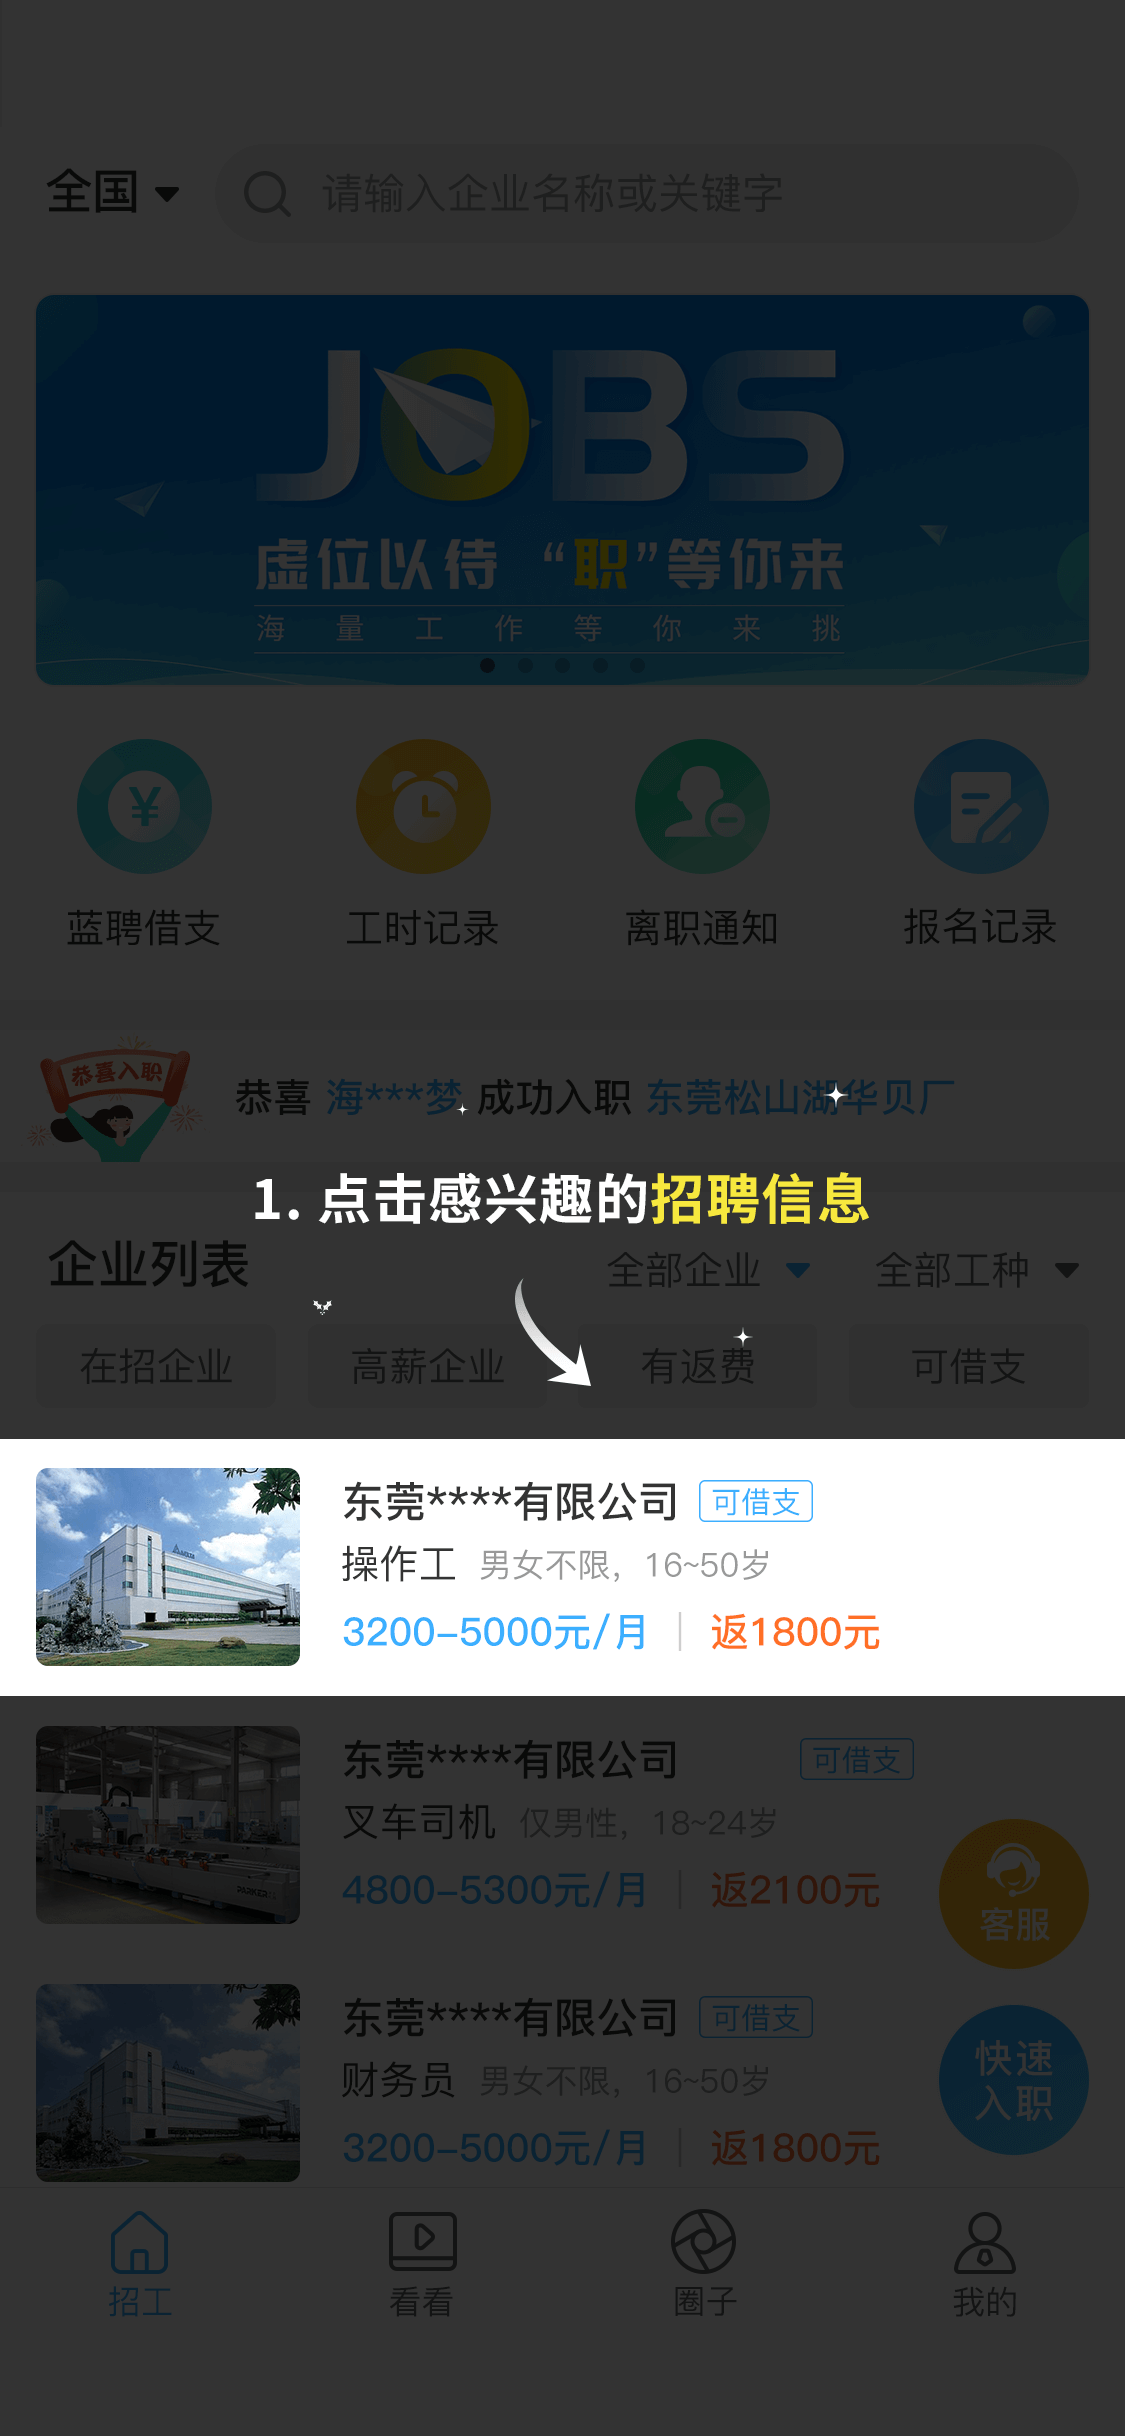 全国
请输入企业名称或关键字
JOBS
虚位以待 “职”等你来
海量工作等你来挑
蓝聘借支 工时记录 离职通知 报名记录
恭喜入职
恭喜 海***梦 成功入职 东莞松山湖华贝厂
1. 点击感兴趣的招聘信息
企业列表 全部企业 全部工种
在招企业 高薪企业 有返费 可借支
东莞****有限公司 可借支
操作工 男女不限，16~50岁
3200-5000元/月 返1800元
东莞****有限公司 可借支
叉车司机 仅男性，18~24岁
4800-5300元/月 返2100元
PARKER
客服
东莞****有限公司 可借支
财务员 男女不限，16~50岁
3200-5000元/月 返1800元
快速
入职
招工 看看 圈子 我的